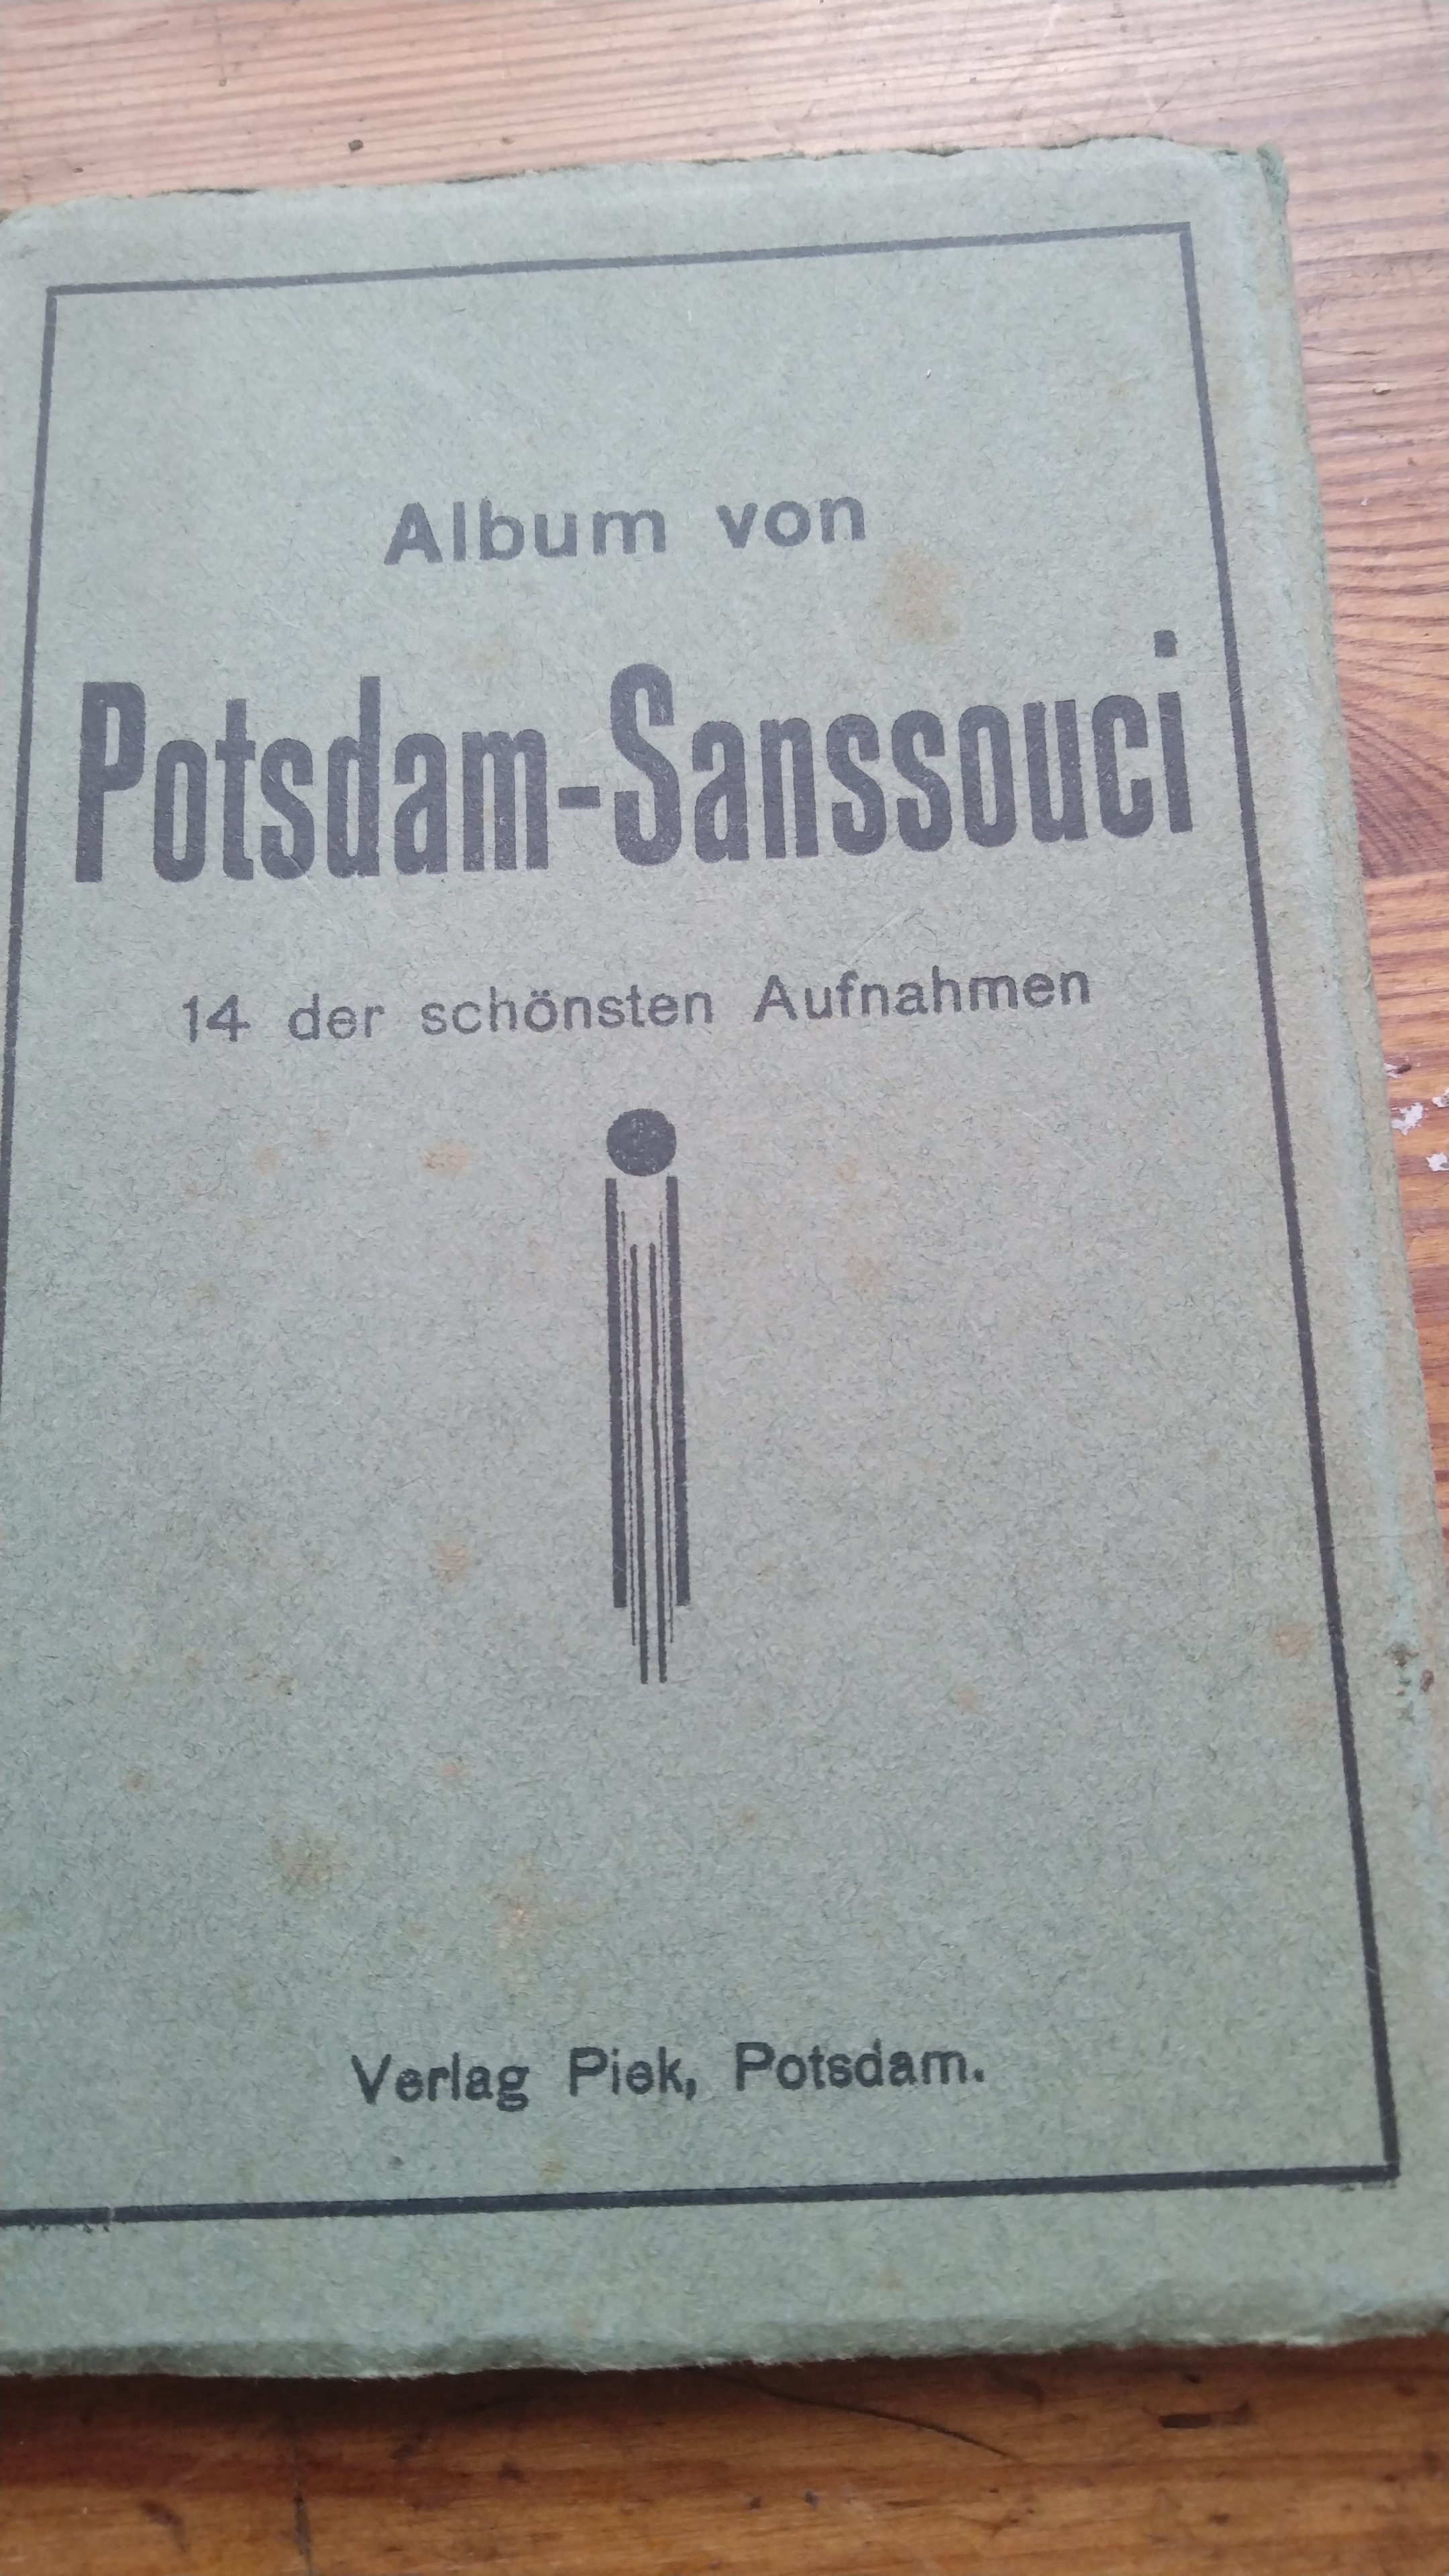 Album von
Potsdam-Sanssouci
14 der schönsten Aufnahmen
Verlag Piek, Potsdam.